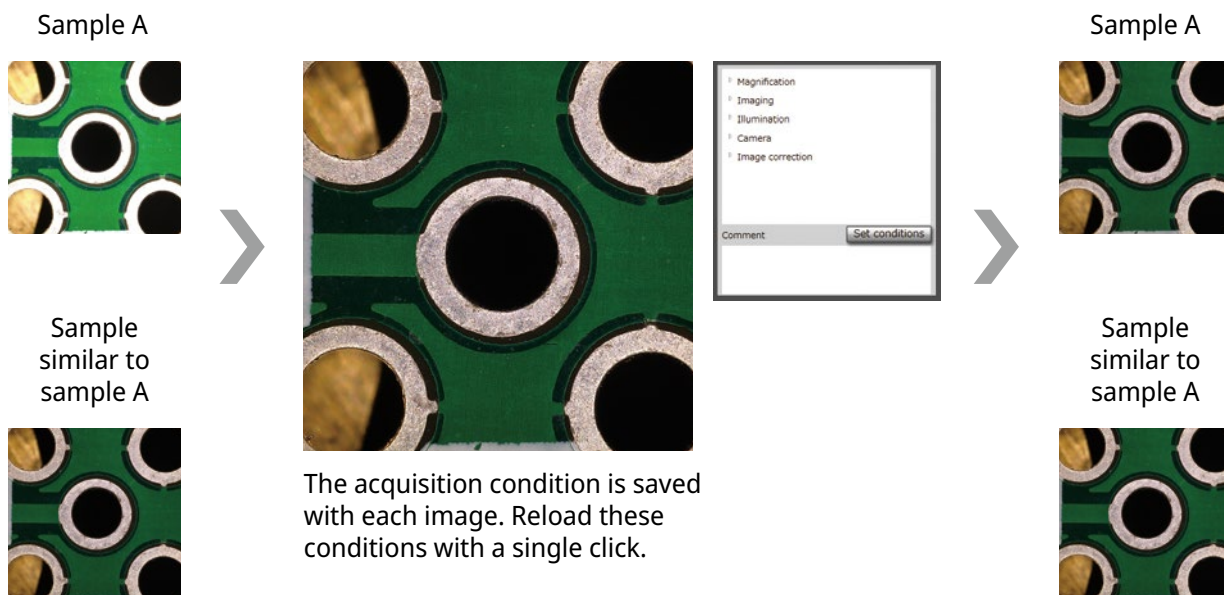 Sample A
Sample
similar to
sample A
Magnification
Imaging
Illumination
Camera
Image correction
Comment
Set conditions
The acquisition condition is saved
with each image. Reload these
conditions with a single click.
Sample A
Sample
similar to
sample A